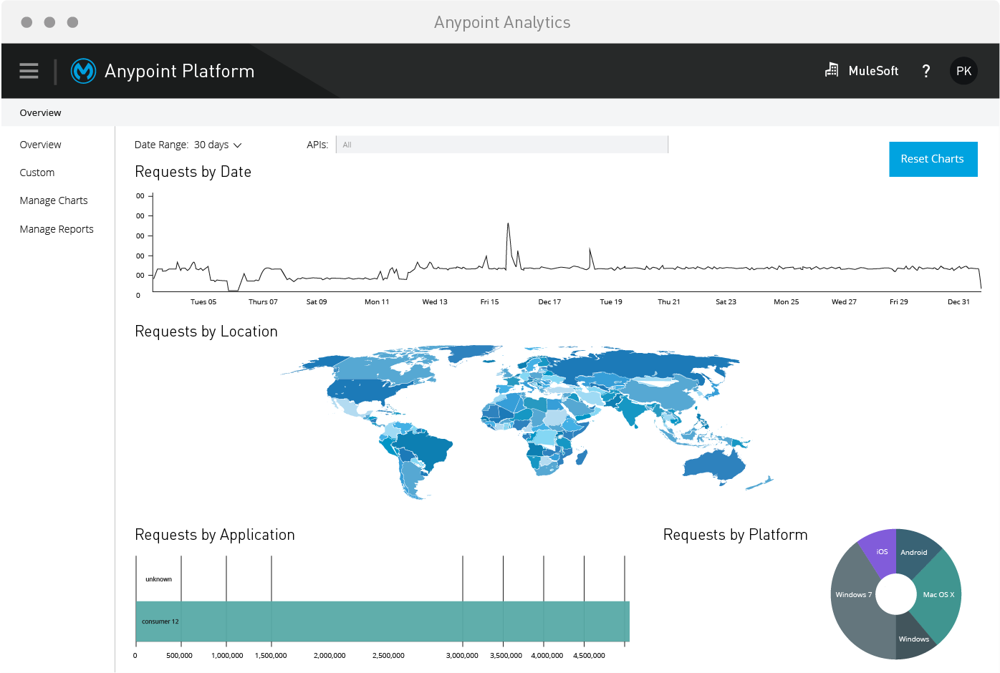 Anypoint Analytics
Anypoint Platform
MuleSoft
?
PK
Overview
Overview
Custom
Manage Charts
Manage Reports
Date Range: 30 days
APIs: All
Reset Charts
Requests by Date
00
00
00
00
00
0
Tues 05 Thurs 07 Sat 09 Mon 11 Wed 13 Fri 15 Dec 17 Tue 19 Thu 21 Sat 23 Mon 25 Wed 27 Fri 29 Dec 31
Requests by Location
Requests by Application
unknown
consumer 12
0 500,000 1,000,000 1,500,000 2,000,000 2,500,000 3,000,000 3,500,000 4,000,000 4,500,000
Requests by Platform
iOS Android
Windows 7 Mac OS X
Windows